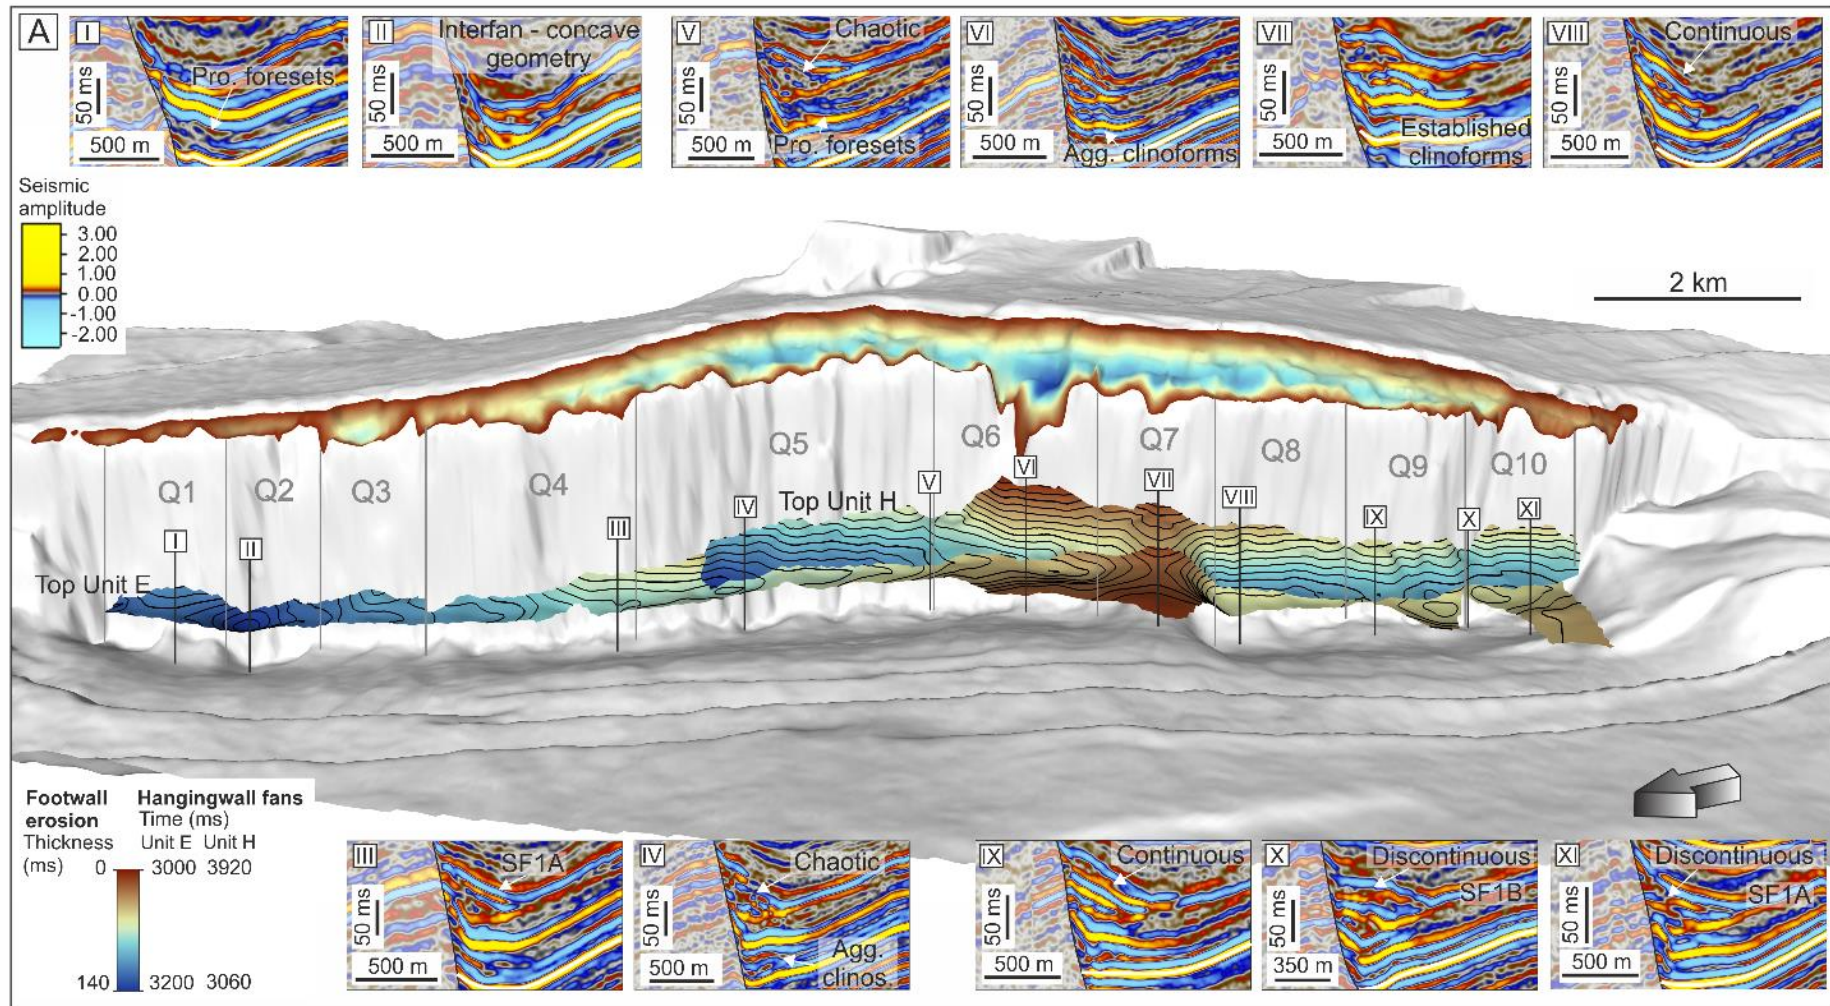 A
I
50 ms
500 m
Pro. foresets
II
50 ms
500 m
Interfan - concave
geometry
V
50 ms
500 m
Chaotic
Pro. foresets
VI
50 ms
500 m
Agg. clinoforms
VII
50 ms
500 m
Established
clinoforms
VIII
50 ms
500 m
Continuous
Seismic
amplitude
3.00
2.00
1.00
0.00
-1.00
-2.00
2 km
Q1
Q2
Q3
Q4
Q5
Q6
Q7
Q8
Q9
Q10
Top Unit H
Top Unit E
I
II
III
IV
V
VI
VII
VIII
IX
X
XI
Footwall Hangingwall fans
erosion Time (ms)
Thickness Unit E Unit H
(ms) 0 3000 3920
140 3200 3060
III
50 ms
500 m
SF1A
IV
50 ms
500 m
Chaotic
Agg.
clinos.
IX
50 ms
500 m
Continuous
X
50 ms
350 m
Discontinuous
SF1B
XI
50 ms
500 m
Discontinuous
SF1A